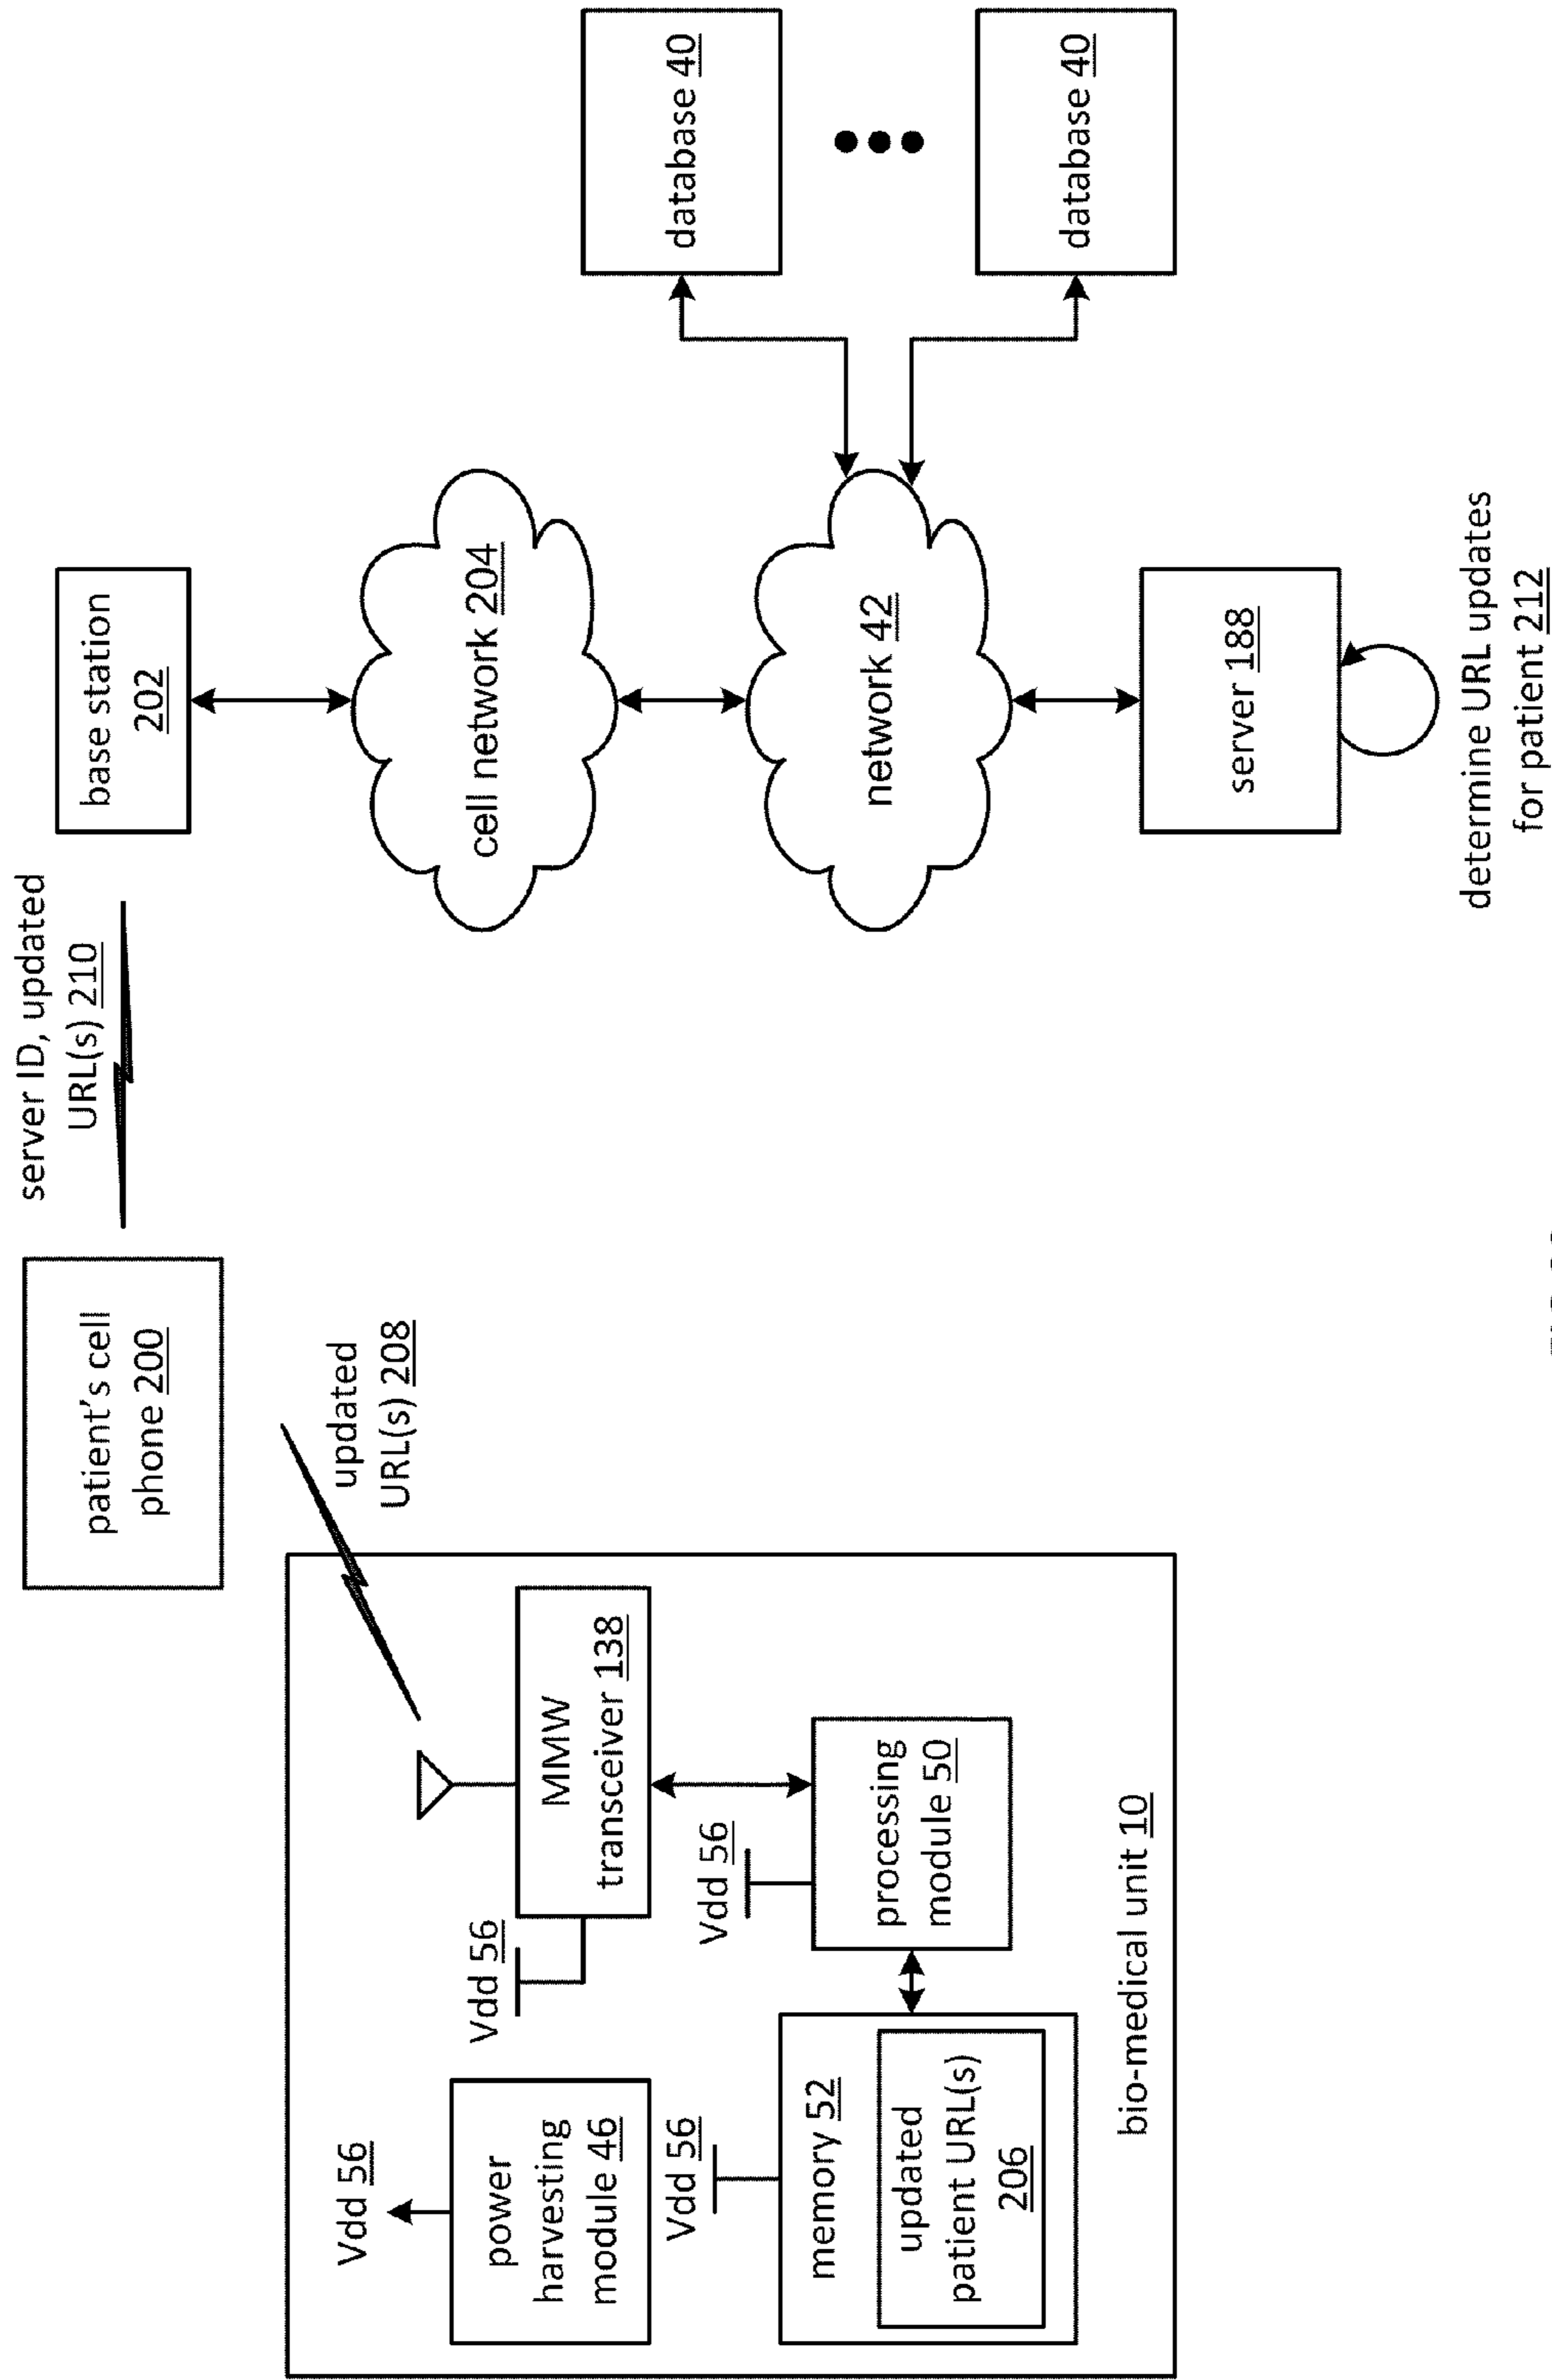 patient's cell
phone 200
server ID, updated
URL(s) 210
base station
202
updated
URL(s) 208
cell network 204
Vdd 56
power
harvesting
module 46
Vdd 56
MMW
transceiver 138
Vdd 56
memory 52
updated
patient URL(s)
206
Vdd 56
processing
module 50
bio-medical unit 10
network 42
database 40
database 40
server 188
determine URL updates
for patient 212